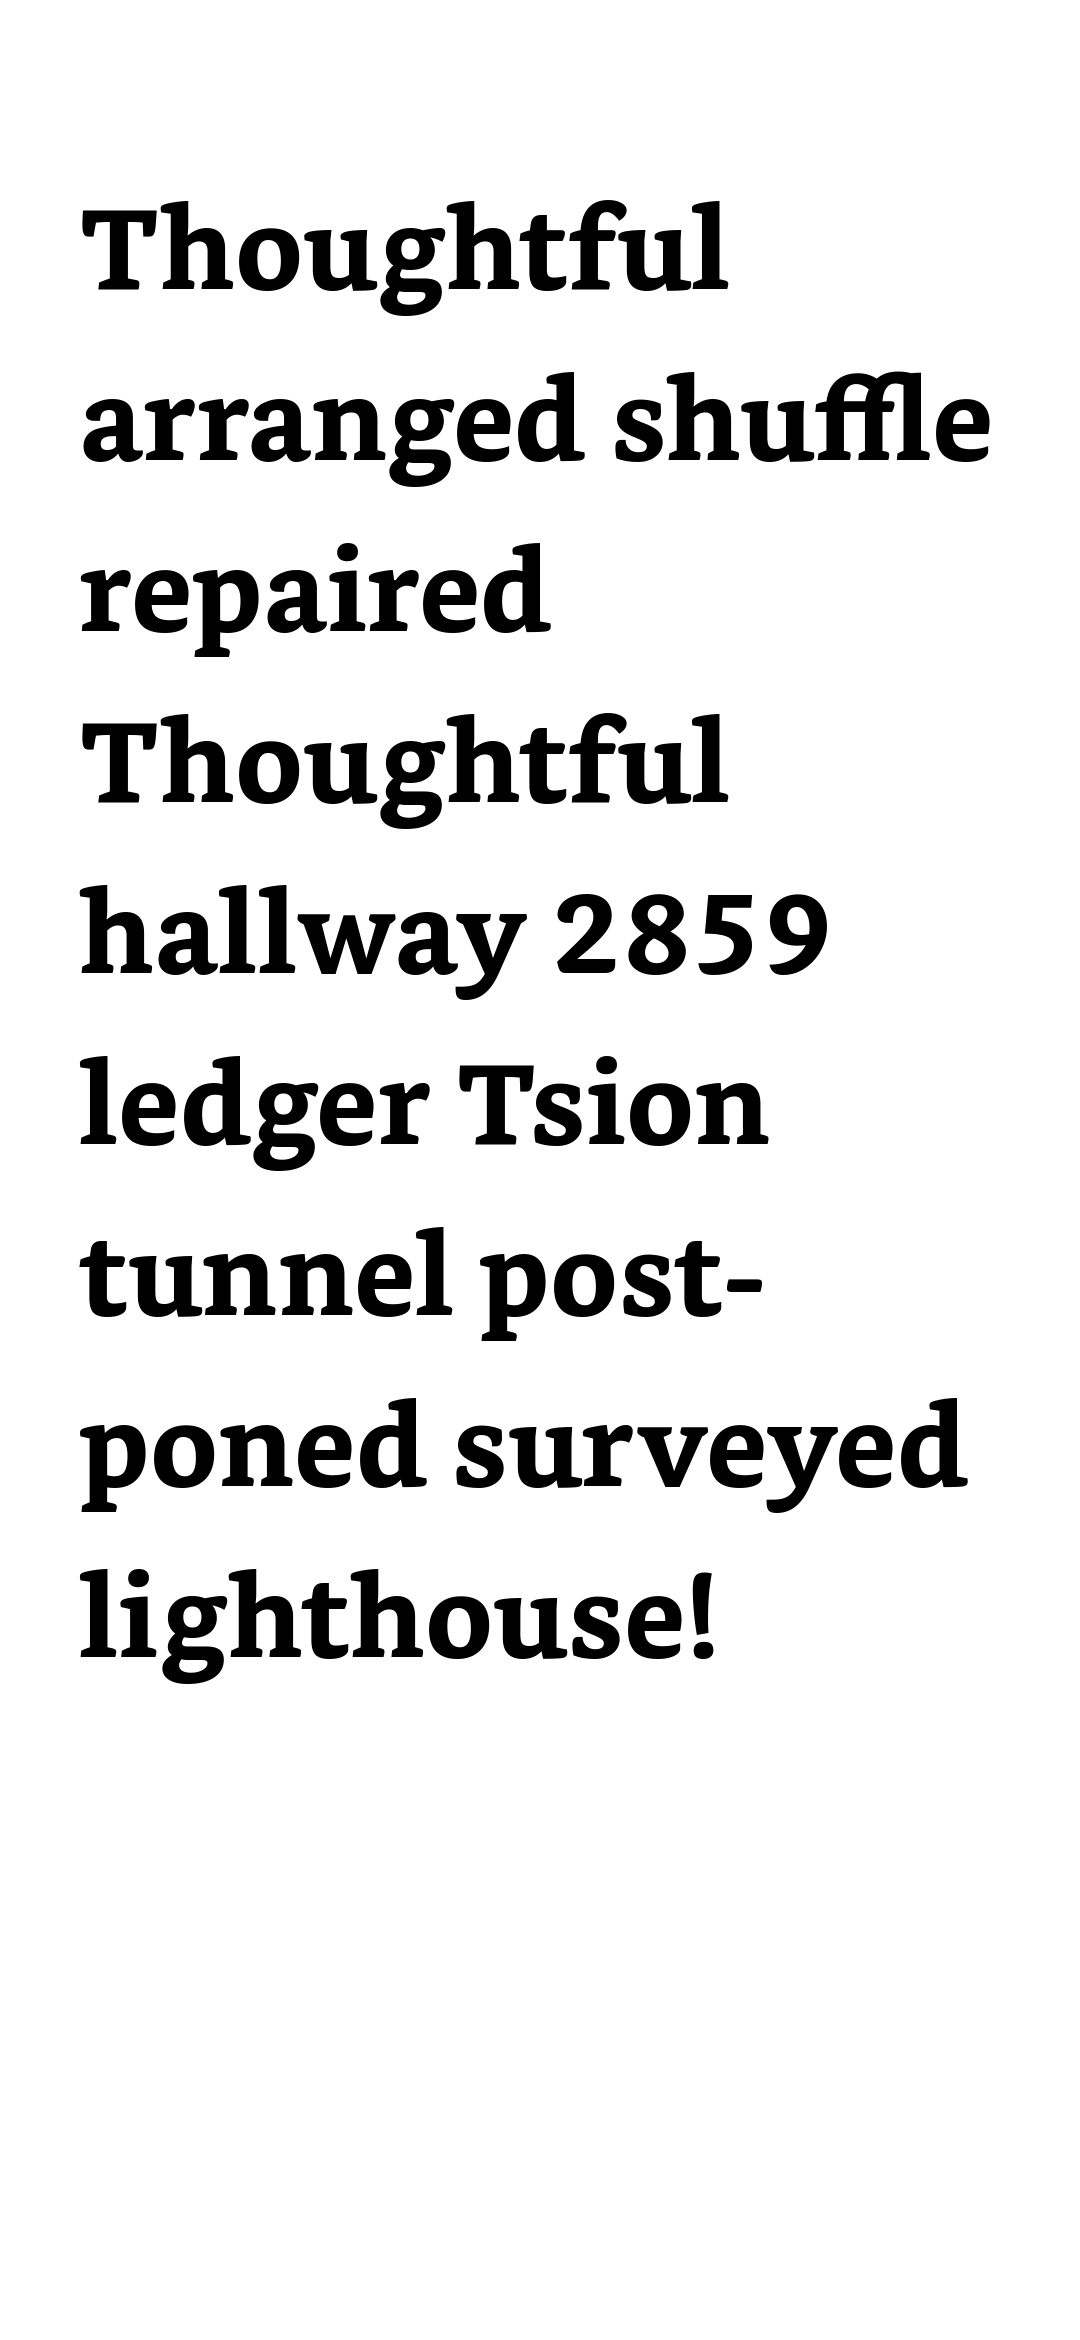 Thoughtful
arranged shuffle
repaired
Thoughtful
hallway 2859
ledger Tsion
tunnel post-
poned surveyed
lighthouse!